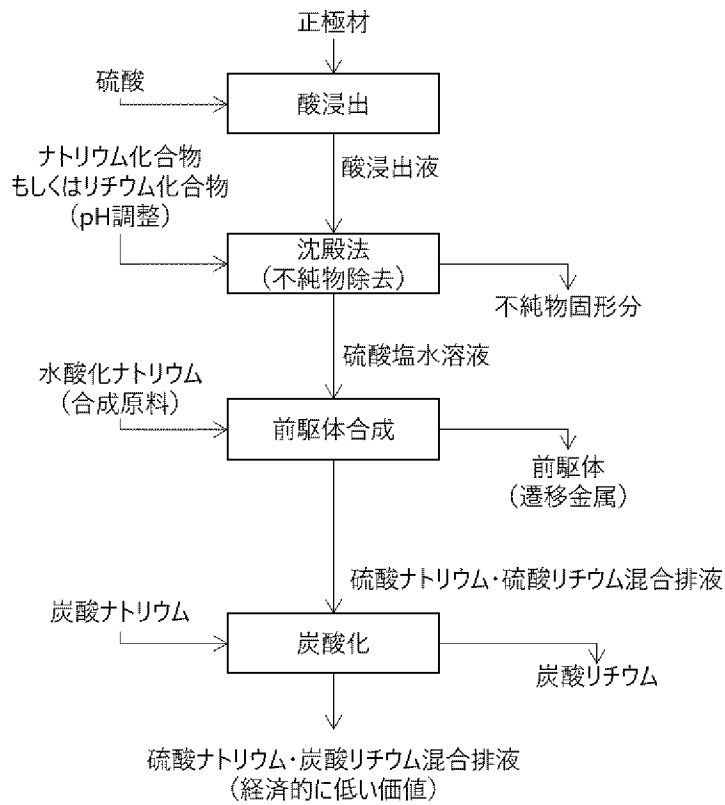 正極材
硫酸
酸浸出
ナトリウム化合物
もしくはリチウム化合物
(pH調整)
酸浸出液
沈殿法
(不純物除去)
不純物固形分
硫酸塩水溶液
水酸化ナトリウム
(合成原料)
前駆体合成
前駆体
(遷移金属)
硫酸ナトリウム・硫酸リチウム混合排液
炭酸ナトリウム
炭酸化
炭酸リチウム
硫酸ナトリウム・炭酸リチウム混合排液
(経済的に低い価値)